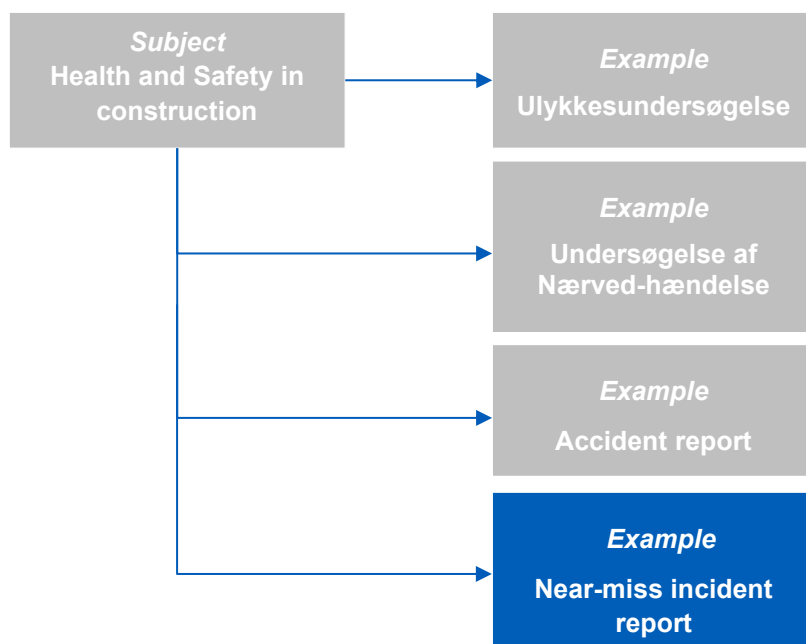 Subject
Health and Safety in
construction
Example
Ulykkesundersøgelse
Example
Undersøgelse af
Nærved-hændelse
Example
Accident report
Example
Near-miss incident
report